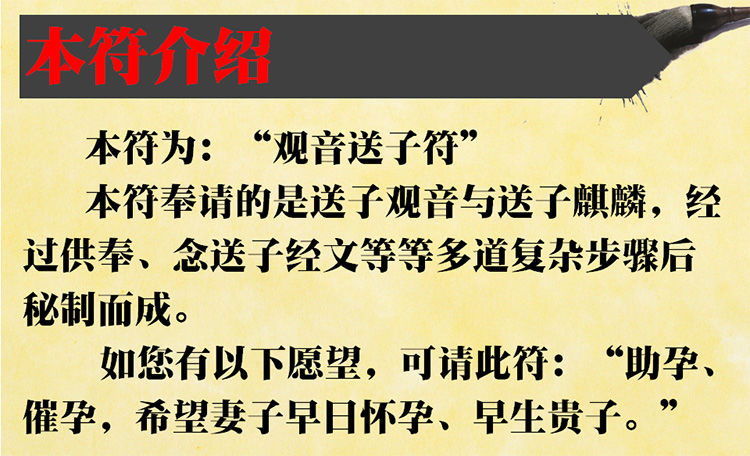 本符介绍
本符为：“观音送子符”
本符奉请的是送子观音与送子麒麟，经
过供奉、念送子经文等等多道复杂步骤后
秘制而成。
如您有以下愿望，可请此符：“助孕、
催孕，希望妻子早日怀孕、早生贵子。”